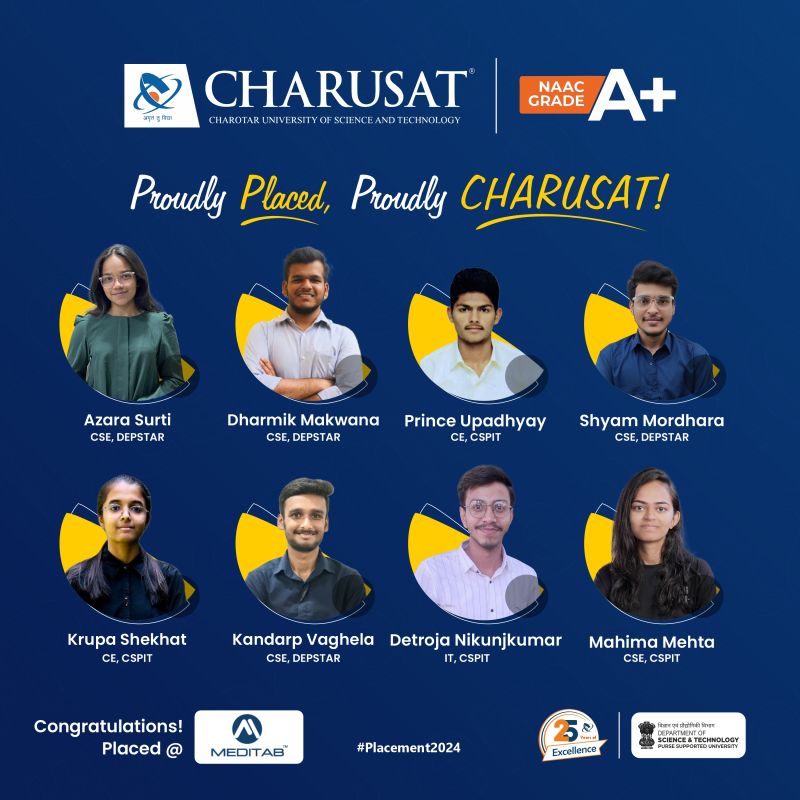 CHARUSAT®
CHAROTAR UNIVERSITY OF SCIENCE AND TECHNOLOGY
अमृतं तु विद्या
NAAC
GRADE
A+
Proudly Placed, Proudly CHARUSAT!
Azara Surti
CSE, DEPSTAR
Dharmik Makwana
CSE, DEPSTAR
Prince Upadhyay
CE, CSPIT
Shyam Mordhara
CSE, DEPSTAR
Krupa Shekhat
CE, CSPIT
Kandarp Vaghela
CSE, DEPSTAR
Detroja Nikunjkumar
IT, CSPIT
Mahima Mehta
CSE, CSPIT
Congratulations!
Placed @
MEDITAB™
#Placement2024
25
Years of
Excellence
विज्ञान एवं प्रौद्योगिकी विभाग
DEPARTMENT OF
SCIENCE & TECHNOLOGY
PURSE SUPPORTED UNIVERSITY